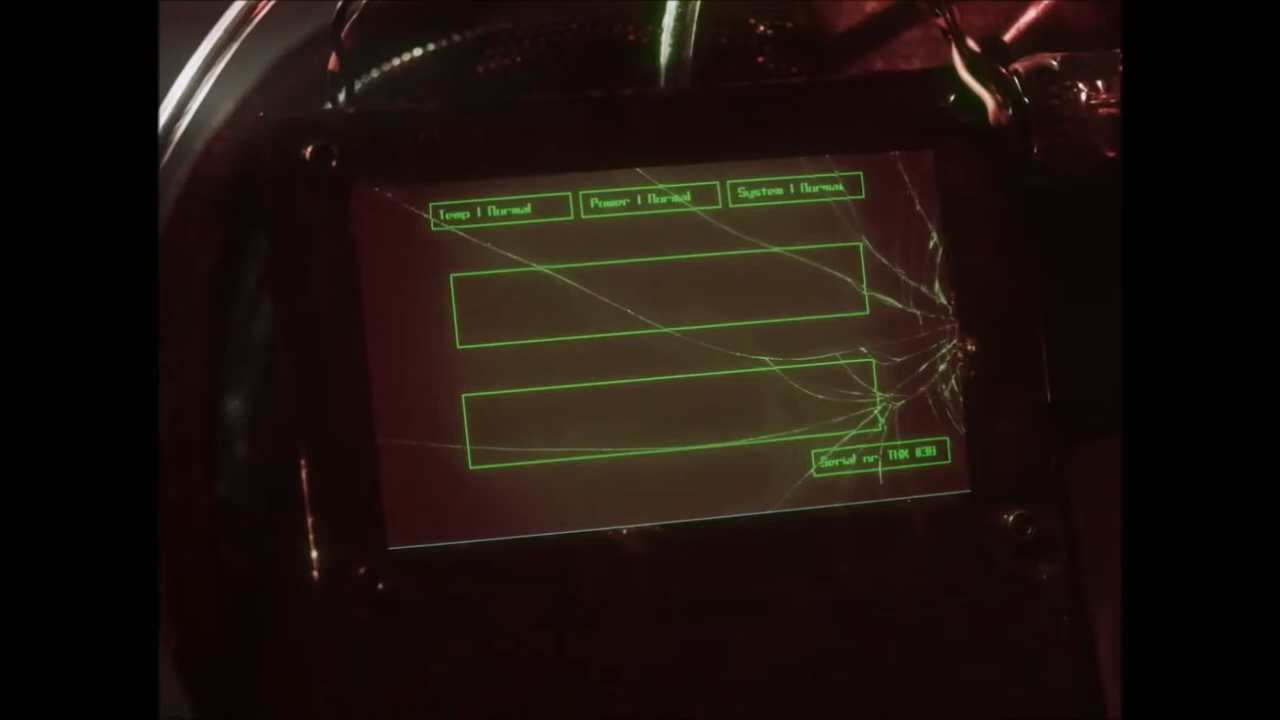 Temp | Normal
Power | Normal
System | Normal
Serial nr THX 1138